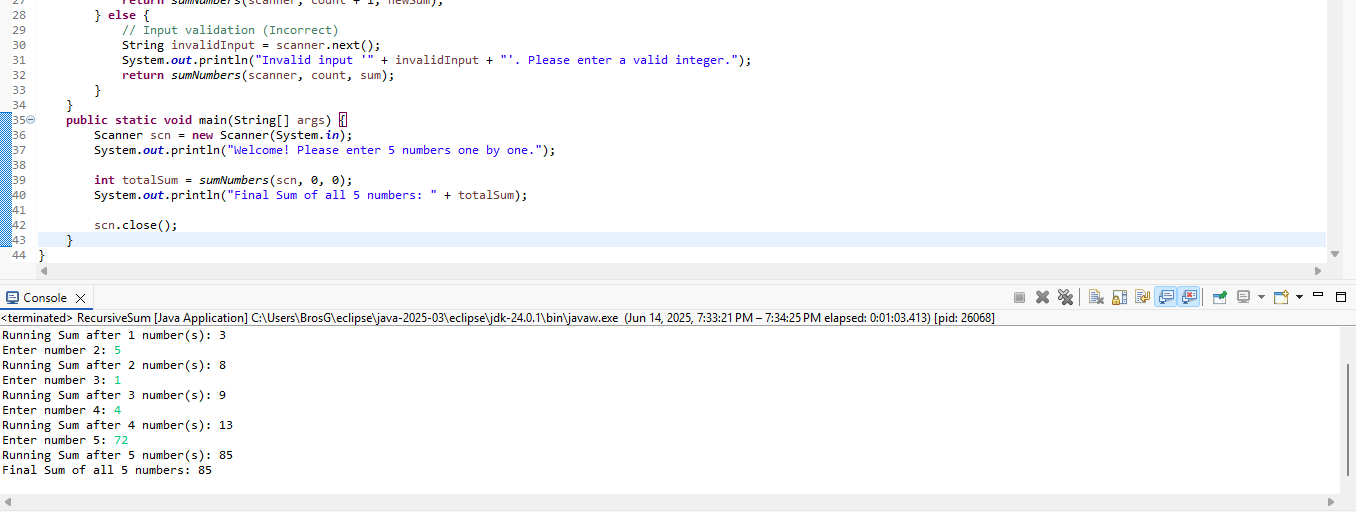 27 return sumNumbers(scanner, count + 1, newSum);
28 } else {
29 // Input validation (Incorrect)
30 String invalidInput = scanner.next();
31 System.out.println("Invalid input '" + invalidInput + "'. Please enter a valid integer.");
32 return sumNumbers(scanner, count, sum);
33 }
34 }
35 public static void main(String[] args) {
36 Scanner scn = new Scanner(System.in);
37 System.out.println("Welcome! Please enter 5 numbers one by one.");
38
39 int totalSum = sumNumbers(scn, 0, 0);
40 System.out.println("Final Sum of all 5 numbers: " + totalSum);
41
42 scn.close();
43 }
44 }
Console
<terminated> RecursiveSum [Java Application] C:\Users\BrosG\eclipse\java-2025-03\eclipse\jdk-24.0.1\bin\javaw.exe (Jun 14, 2025, 7:33:21 PM – 7:34:25 PM elapsed: 0:01:03.413) [pid: 26068]
Running Sum after 1 number(s): 3
Enter number 2: 5
Running Sum after 2 number(s): 8
Enter number 3: 1
Running Sum after 3 number(s): 9
Enter number 4: 4
Running Sum after 4 number(s): 13
Enter number 5: 72
Running Sum after 5 number(s): 85
Final Sum of all 5 numbers: 85